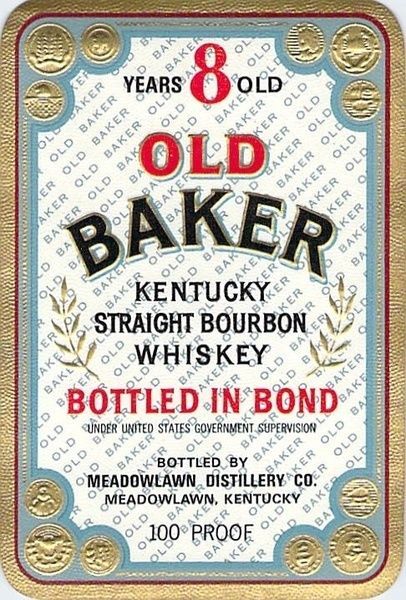 YEARS 8 OLD
OLD
BAKER
KENTUCKY
STRAIGHT BOURBON
WHISKEY
BOTTLED IN BOND
UNDER UNITED STATES GOVERNMENT SUPERVISION
BOTTLED BY
MEADOWLAWN DISTILLERY CO.
MEADOWLAWN, KENTUCKY
100 PROOF